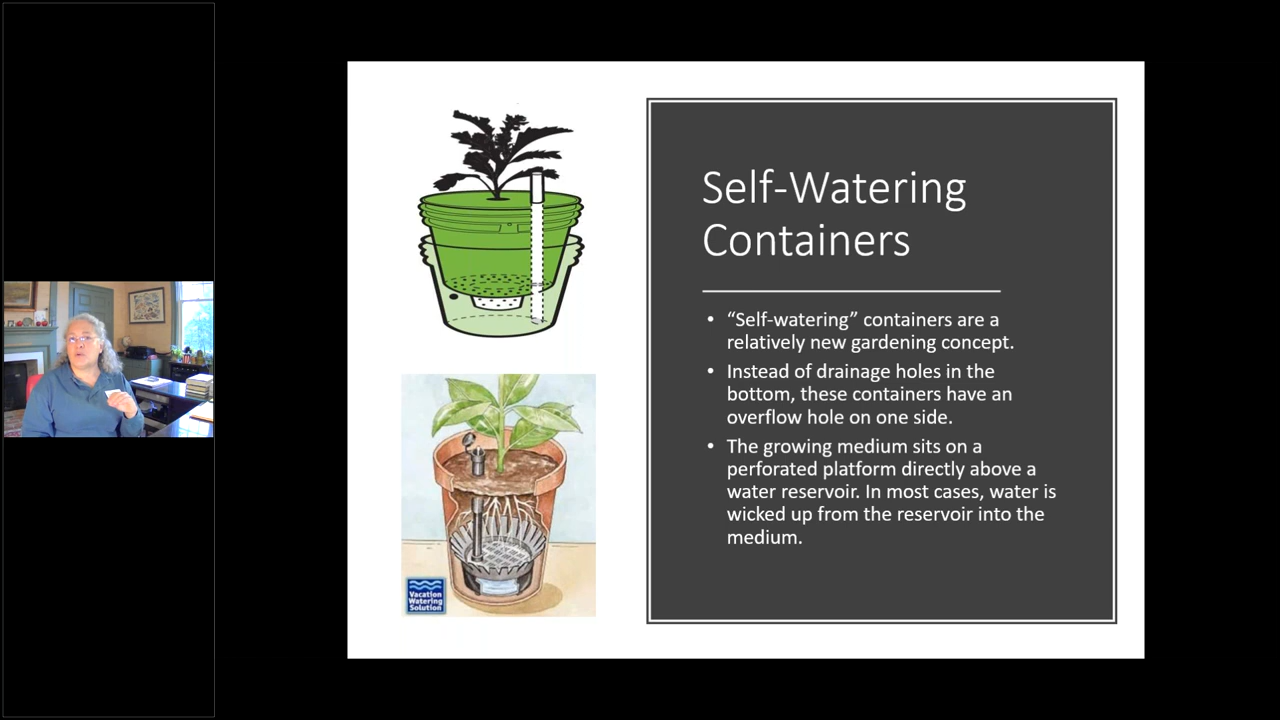 Self-Watering
Containers
• “Self-watering” containers are a
relatively new gardening concept.
• Instead of drainage holes in the
bottom, these containers have an
overflow hole on one side.
• The growing medium sits on a
perforated platform directly above a
water reservoir. In most cases, water is
wicked up from the reservoir into the
medium.
Vacation
Watering
Solution